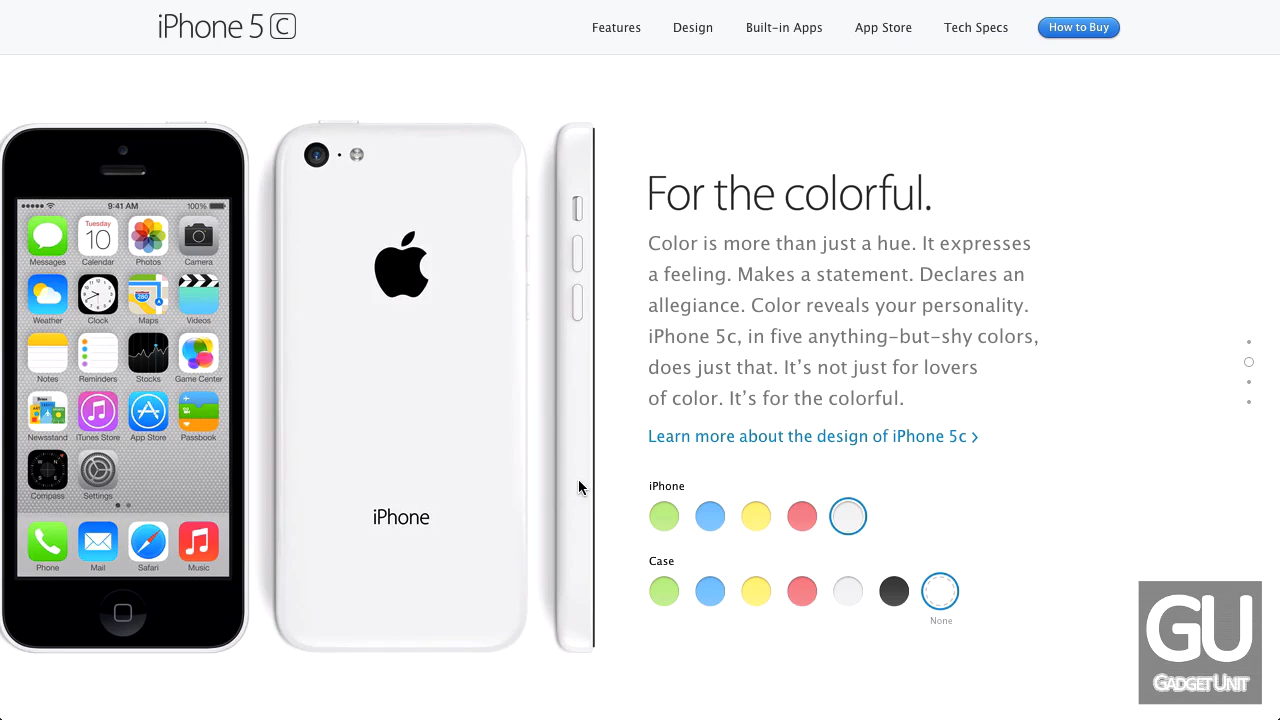 iPhone 5 C
Features Design Built-in Apps App Store Tech Specs How to Buy
9:41 AM 100%
Tuesday
10
Messages Calendar Photos Camera
280
Weather Clock Maps Videos
Notes Reminders Stocks Game Center
Newsstand iTunes Store App Store Passbook
Compass Settings
Phone Mail Safari Music
iPhone
For the colorful.
Color is more than just a hue. It expresses
a feeling. Makes a statement. Declares an
allegiance. Color reveals your personality.
iPhone 5c, in five anything-but-shy colors,
does just that. It’s not just for lovers
of color. It’s for the colorful.
Learn more about the design of iPhone 5c >
iPhone
Case
None
GU
GADGET UNIT